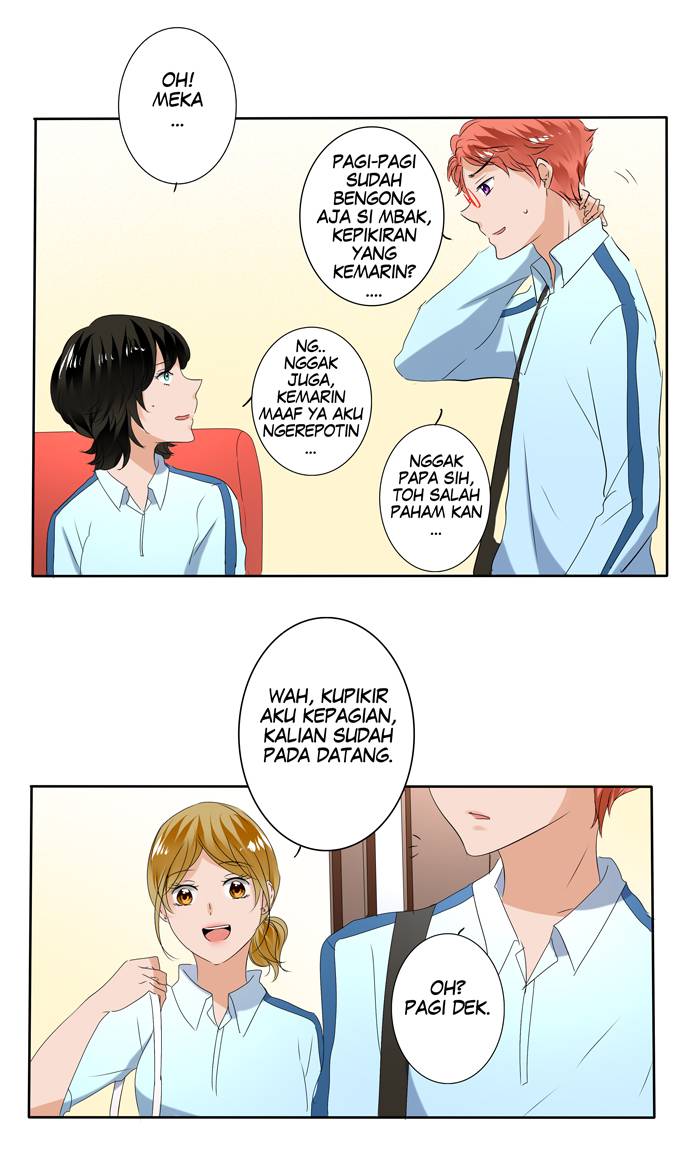 OH!
MEKA
...
PAGI-PAGI
SUDAH
BENGONG
AJA SI MBAK,
KEPIKIRAN
YANG
KEMARIN?
....
NG..
NGGAK
JUGA,
KEMARIN
MAAF YA AKU
NGEREPOTIN
...
NGGAK
PAPA SIH,
TOH SALAH
PAHAM KAN
...
WAH, KUPIKIR
AKU KEPAGIAN,
KALIAN SUDAH
PADA DATANG.
OH?
PAGI DEK.